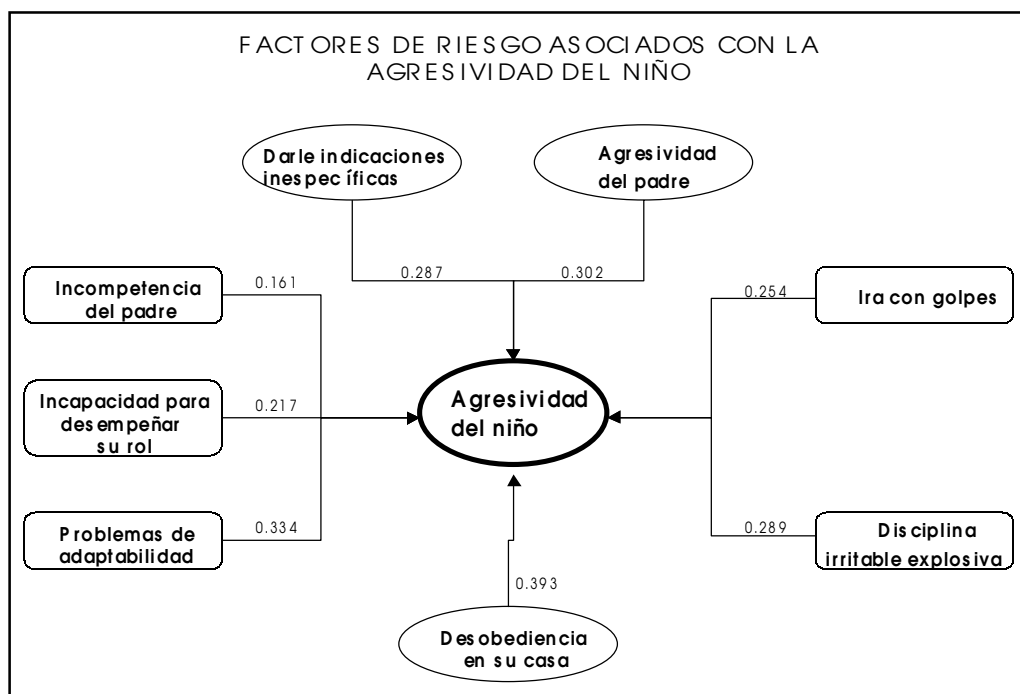 FACTORES DE RIESGO ASOCIADOS CON LA
AGRESIVIDAD DEL NIÑO
Darle indicaciones
inespecíficas
Agresividad
del padre
0.287
0.302
Incompetencia
del padre
0.161
0.254
Ira con golpes
Incapacidad para
desempeñar
su rol
0.217
Agresividad
del niño
Problemas de
adaptabilidad
0.334
0.289
Disciplina
irritable explosiva
0.393
Desobediencia
en su casa